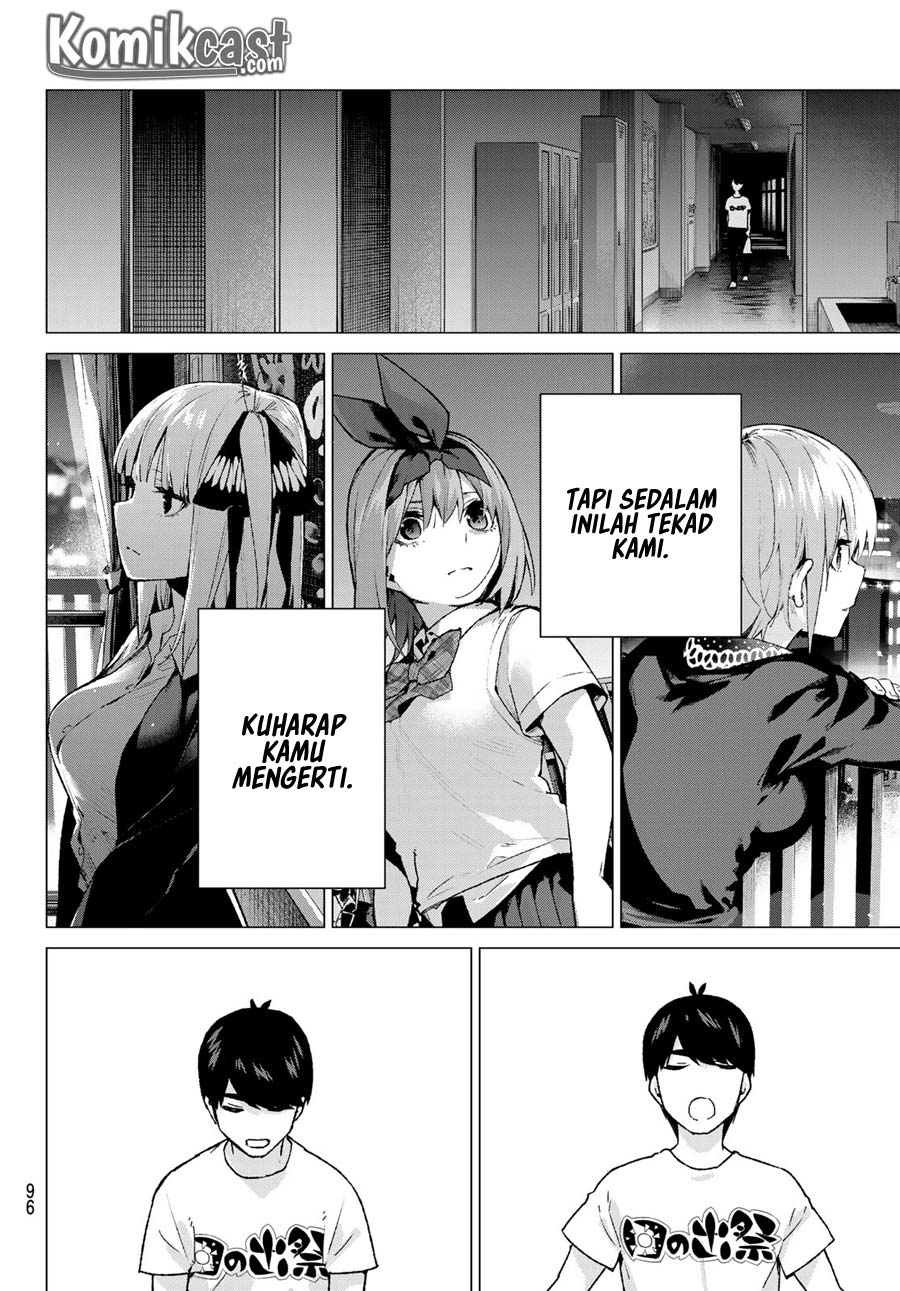 Komikcast
.com
TAPI SEDALAM
INILAH TEKAD
KAMI.
KUHARAP
KAMU
MENGERTI.
日の出祭
日の出祭
96